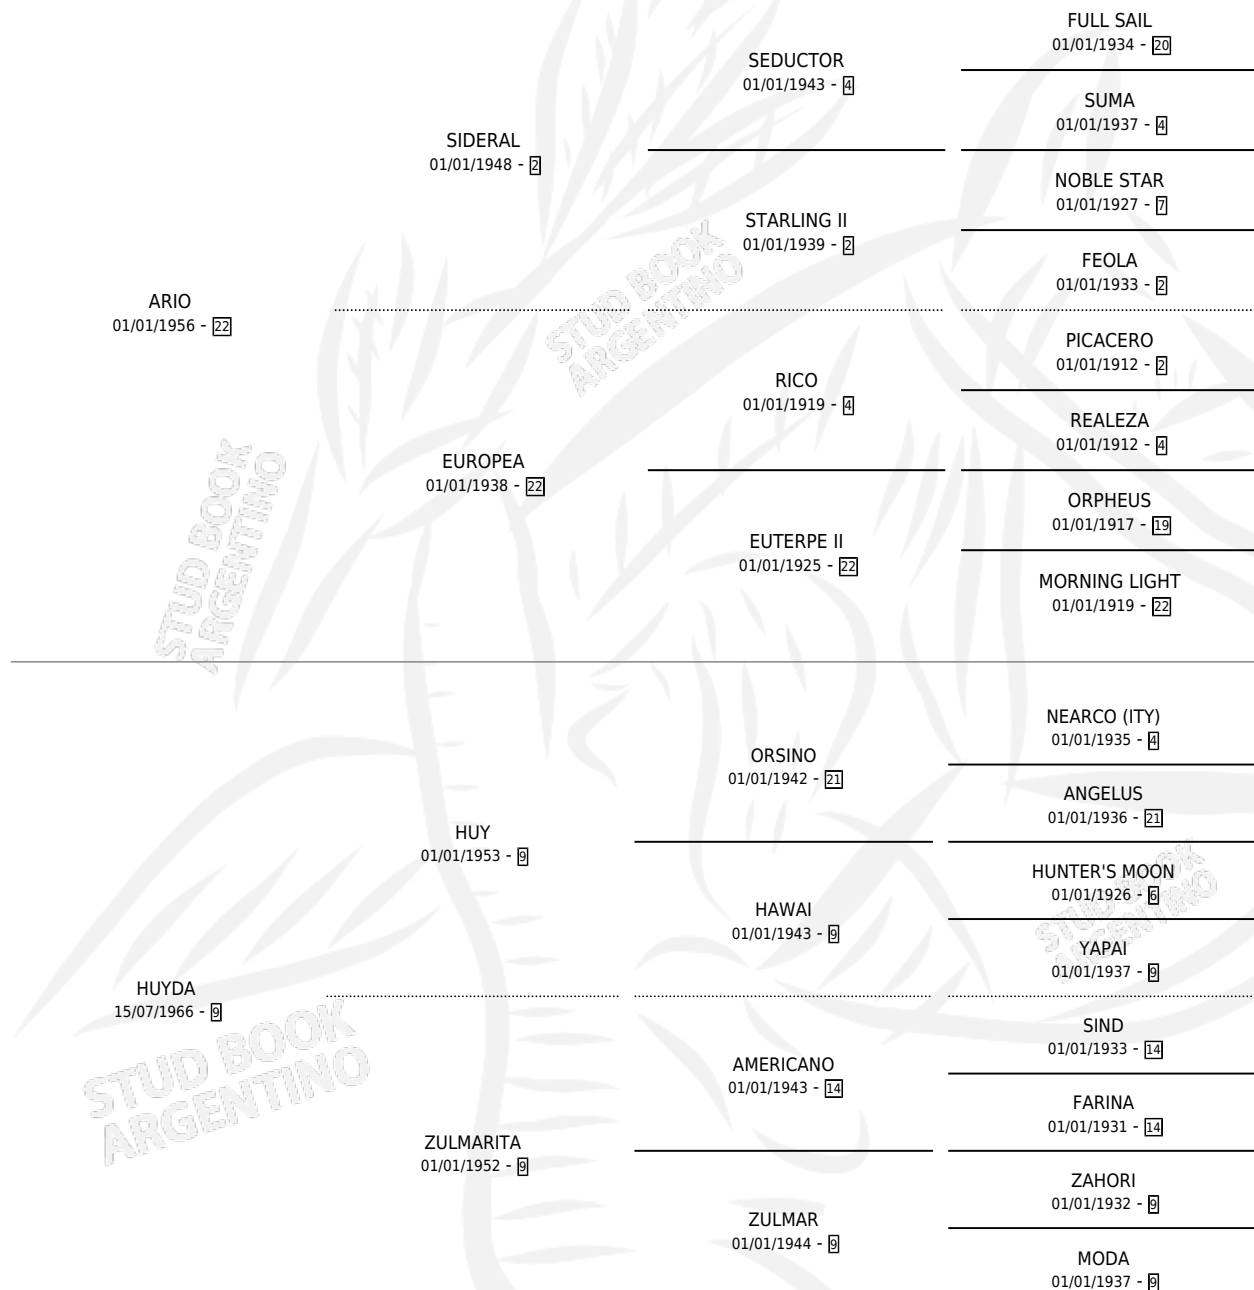 FULL SAIL
01/01/1934 - 20
SEDUCTOR
01/01/1943 - 4
SUMA
01/01/1937 - 4
SIDERAL
01/01/1948 - 2
NOBLE STAR
01/01/1927 - 7
STARLING II
01/01/1939 - 2
FEOLA
01/01/1933 - 2
ARIO
01/01/1956 - 22
PICACERO
01/01/1912 - 2
RICO
01/01/1919 - 4
REALEZA
01/01/1912 - 4
EUROPEA
01/01/1938 - 22
ORPHEUS
01/01/1917 - 19
EUTERPE II
01/01/1925 - 22
MORNING LIGHT
01/01/1919 - 22
NEARCO (ITY)
01/01/1935 - 4
ORSINO
01/01/1942 - 21
ANGELUS
01/01/1936 - 21
HUY
01/01/1953 - 9
HUNTER'S MOON
01/01/1926 - 6
HAWAI
01/01/1943 - 9
YAPAI
01/01/1937 - 9
HUYDA
15/07/1966 - 9
SIND
01/01/1933 - 14
AMERICANO
01/01/1943 - 14
FARINA
01/01/1931 - 14
ZULMARITA
01/01/1952 - 9
ZAHORI
01/01/1932 - 9
ZULMAR
01/01/1944 - 9
MODA
01/01/1937 - 9
STUD BOOK
ARGENTINO
STUD BOOK
ARGENTINO
STUD BOOK
ARGENTINO
STUD BOOK
ARGENTINO